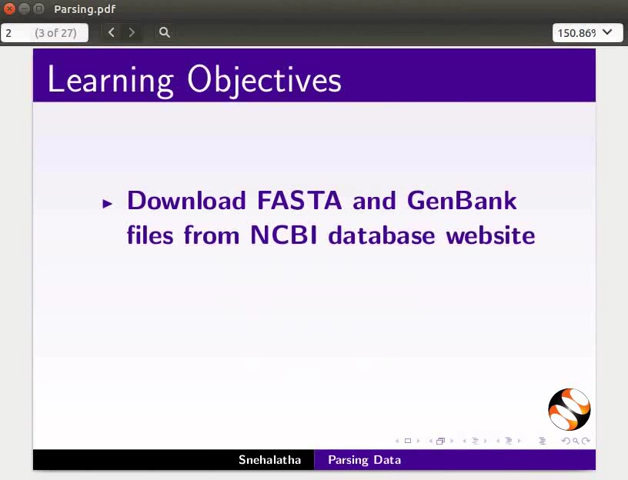 Parsing.pdf
2 (3 of 27) 150.86%
Learning Objectives
Download FASTA and GenBank
files from NCBI database website
Snehalatha Parsing Data